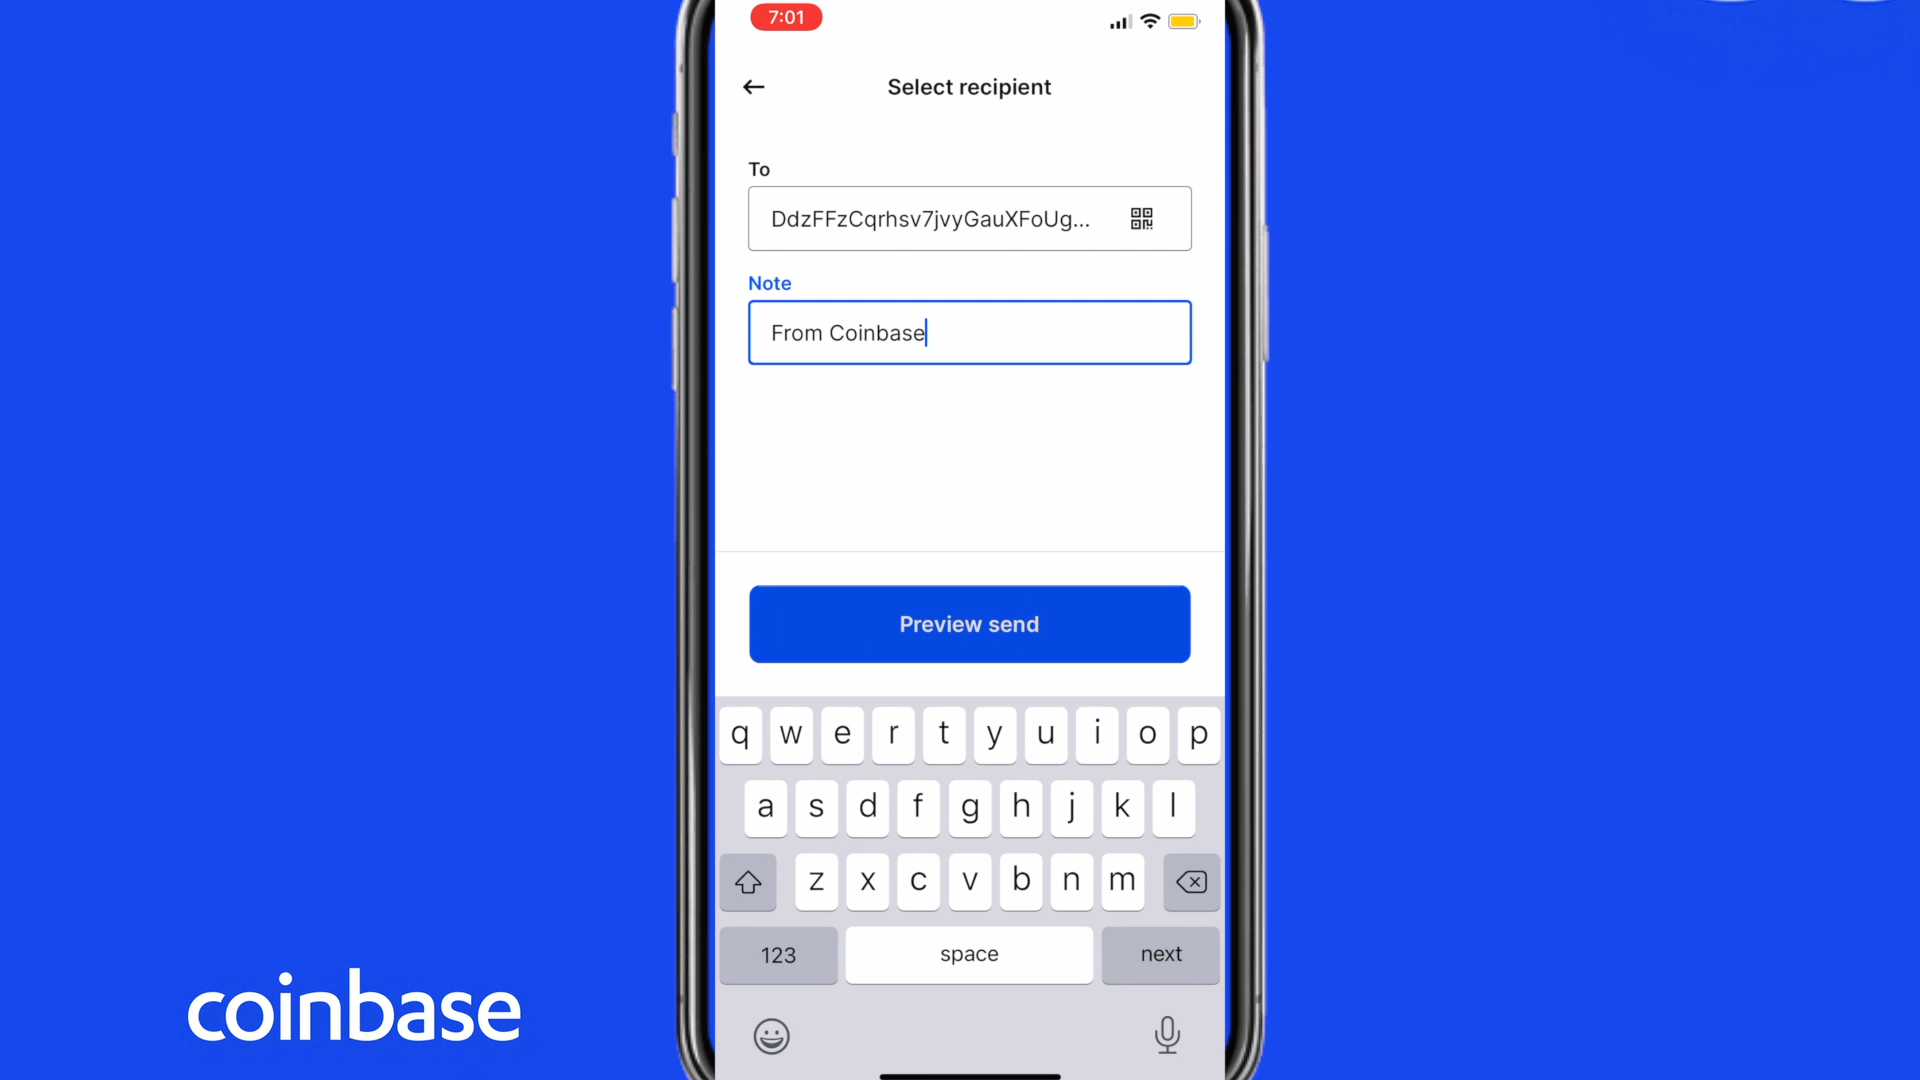 7:01
Select recipient
To
DdzFFzCqrhsv7jvyGauXFoUg...
Note
From Coinbase
Preview send
q w e r t y u i o p
a s d f g h j k l
z x c v b n m
123 space next
coinbase